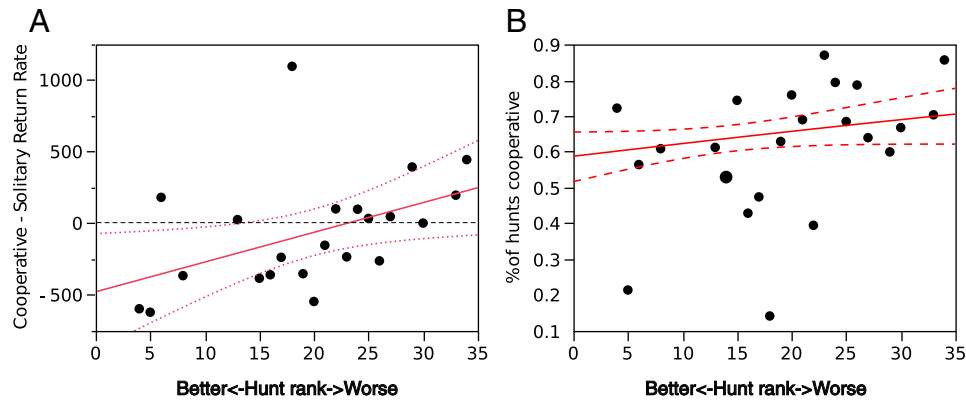 A
B
Cooperative - Solitary Return Rate
1000
500
0
- 500
0 5 10 15 20 25 30 35
Better<-Hunt rank->Worse
%of hunts cooperative
0.9
0.8
0.7
0.6
0.5
0.4
0.3
0.2
0.1
0 5 10 15 20 25 30 35
Better<-Hunt rank->Worse